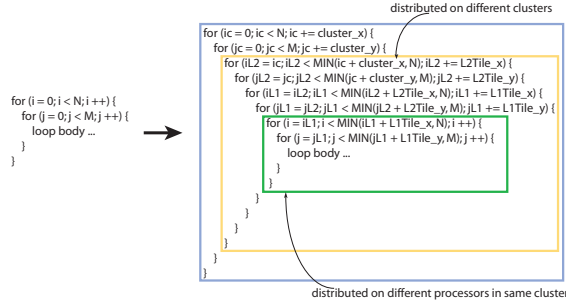 distributed on different clusters
for (i = 0; i < N; i ++) {
for (j = 0; j < M; j ++) {
loop body ...
}
}
for (ic = 0; ic < N; ic += cluster_x) {
for (jc = 0; jc < M; jc += cluster_y) {
for (iL2 = ic; iL2 < MIN(ic + cluster_x, N); iL2 += L2Tile_x) {
for (jL2 = jc; jL2 < MIN(jc + cluster_y, M); jL2 += L2Tile_y) {
for (iL1 = iL2; iL1 < MIN(iL2 + L2Tile_x, N); iL1 += L1Tile_x) {
for (jL1 = jL2; jL1 < MIN(jL2 + L2Tile_y, M); jL1 += L1Tile_y) {
for (i = iL1; i < MIN(iL1 + L1Tile_x, N); i ++) {
for (j = jL1; j < MIN(jL1 + L1Tile_y, M); j ++) {
loop body ...
}
}
}
}
}
}
}
}
distributed on different processors in same cluster